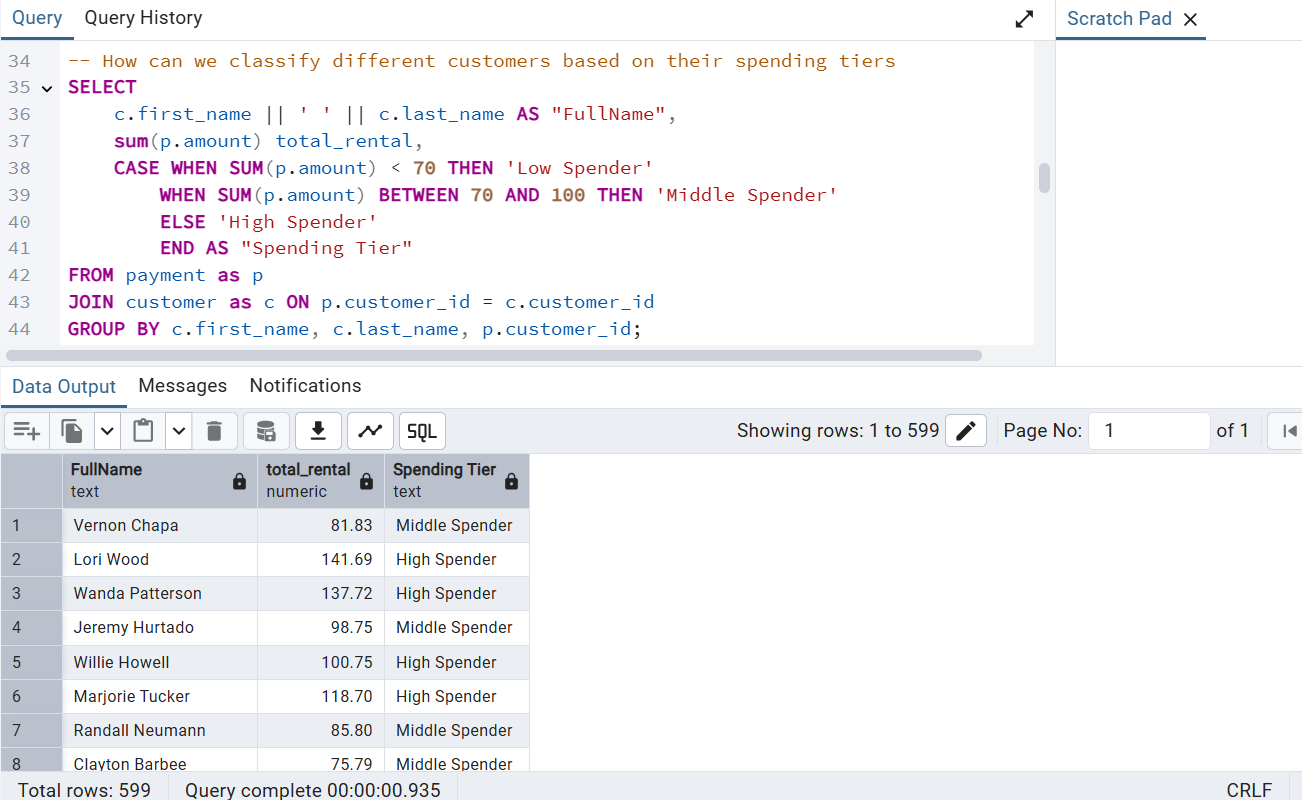 Query Query History Scratch Pad
34 -- How can we classify different customers based on their spending tiers
35 SELECT
36 c.first_name || ' ' || c.last_name AS "FullName",
37 sum(p.amount) total_rental,
38 CASE WHEN SUM(p.amount) < 70 THEN 'Low Spender'
39 WHEN SUM(p.amount) BETWEEN 70 AND 100 THEN 'Middle Spender'
40 ELSE 'High Spender'
41 END AS "Spending Tier"
42 FROM payment as p
43 JOIN customer as c ON p.customer_id = c.customer_id
44 GROUP BY c.first_name, c.last_name, p.customer_id;
Data Output Messages Notifications
SQL Showing rows: 1 to 599 Page No: 1 of 1
FullName total_rental Spending Tier
text numeric text
1 Vernon Chapa 81.83 Middle Spender
2 Lori Wood 141.69 High Spender
3 Wanda Patterson 137.72 High Spender
4 Jeremy Hurtado 98.75 Middle Spender
5 Willie Howell 100.75 High Spender
6 Marjorie Tucker 118.70 High Spender
7 Randall Neumann 85.80 Middle Spender
8 Clayton Barbee 75.79 Middle Spender
Total rows: 599 Query complete 00:00:00.935 CRLF